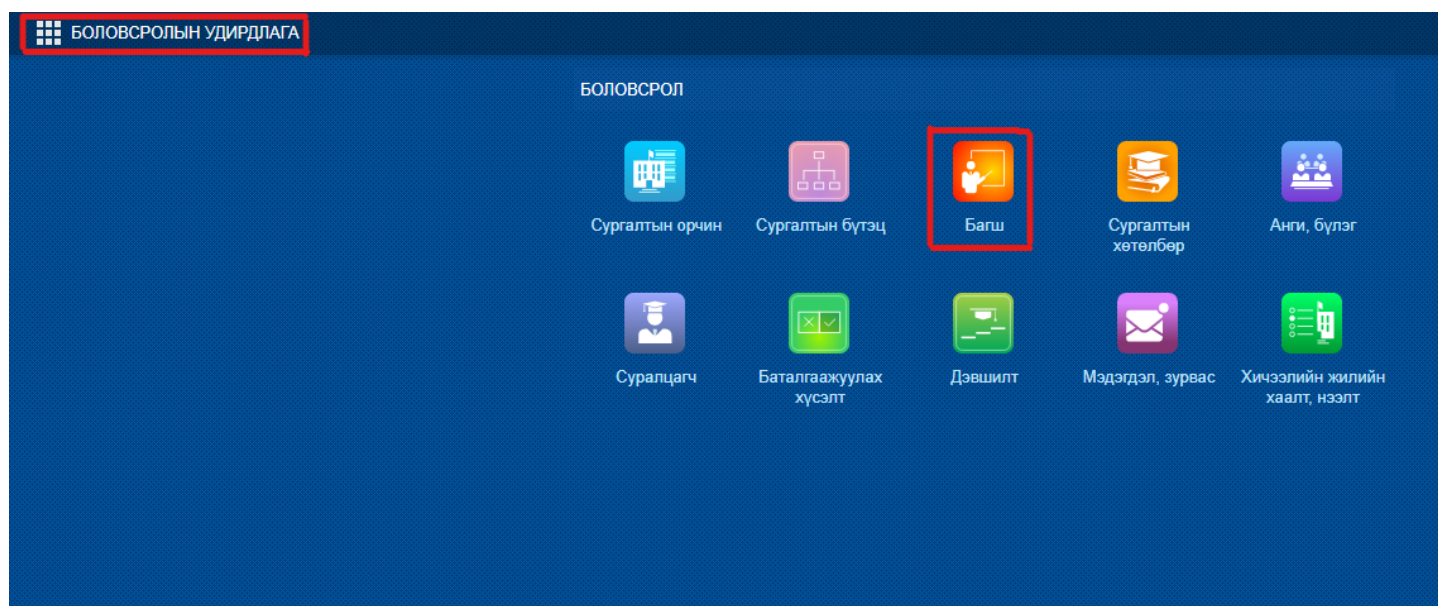 БОЛОВСРОЛЫН УДИРДЛАГА
БОЛОВСРОЛ
Сургалтын орчин
Сургалтын бүтэц
Багш
Сургалтын
хөтөлбөр
Анги, бүлэг
Суралцагч
Баталгаажуулах
хүсэлт
Дэвшилт
Мэдэгдэл, зурвас
Хичээлийн жилийн
хаалт, нээлт